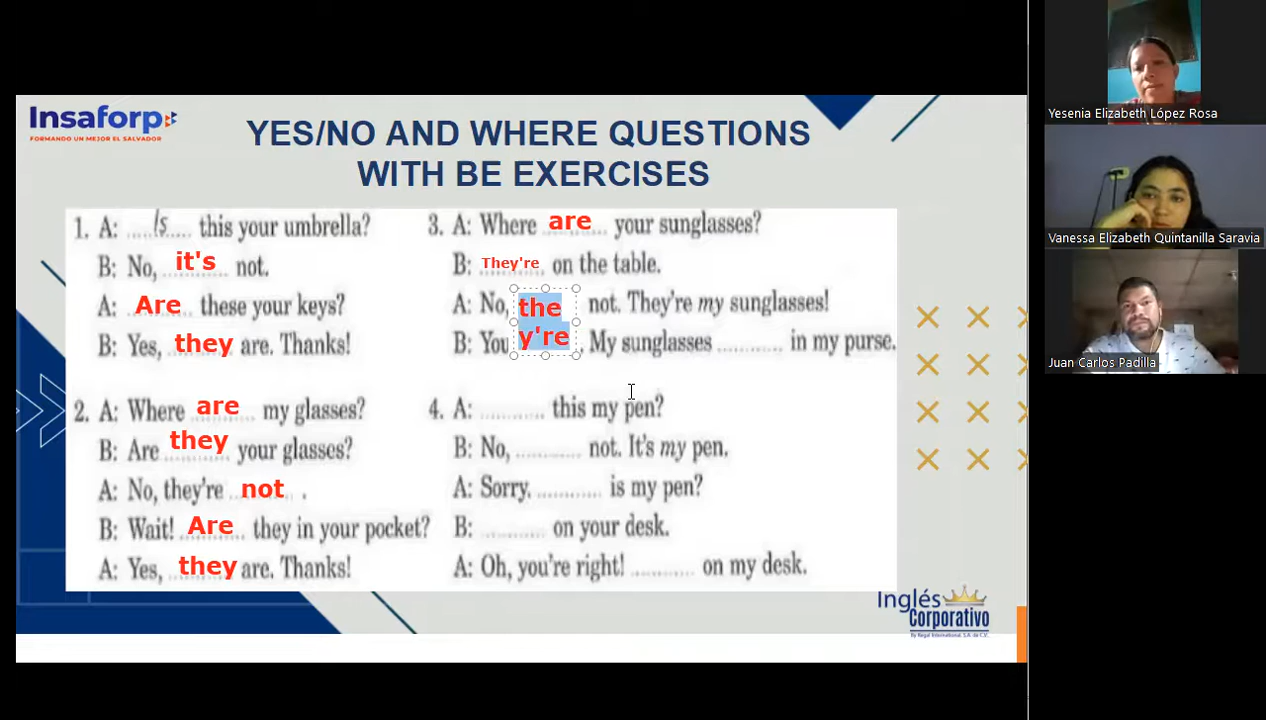 Insaforp
FORMANDO UN MEJOR EL SALVADOR
YES/NO AND WHERE QUESTIONS
WITH BE EXERCISES
1. A: .....Is..... this your umbrella?
B: No, it's not.
A: Are these your keys?
B: Yes, they are. Thanks!
2. A: Where are my glasses?
B: Are they your glasses?
A: No, they're not .
B: Wait! Are they in your pocket?
A: Yes, they are. Thanks!
3. A: Where are your sunglasses?
B: They're on the table.
A: No, the not. They're my sunglasses!
B: You y're . My sunglasses ............ in my purse.
4. A: ............ this my pen?
B: No, ............ not. It's my pen.
A: Sorry. ............ is my pen?
B: ............ on your desk.
A: Oh, you're right! ............ on my desk.
Inglés
Corporativo
By Regal International, S.A. de C.V.
Yesenia Elizabeth López Rosa
Vanessa Elizabeth Quintanilla Saravia
Juan Carlos Padilla